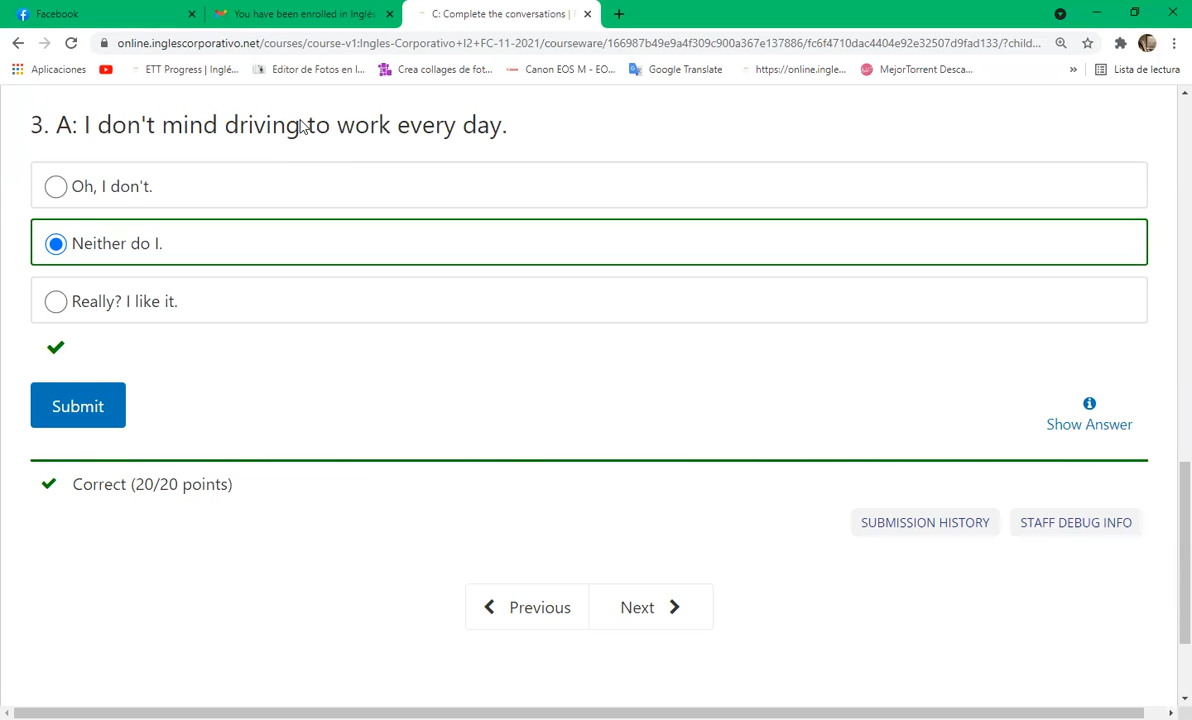 Facebook
You have been enrolled in Inglés
C: Complete the conversations |
online.inglescorporativo.net/courses/course-v1:Ingles-Corporativo+I2+FC-11-2021/courseware/166987b49e9a4f309c900a367e137886/fc6f4710dac4404e92e32507d9fad133/?child...
Aplicaciones
ETT Progress | Inglé...
Editor de Fotos en l...
Crea collages de fot...
Canon EOS M - EO...
Google Translate
https://online.ingle...
MejorTorrent Desca...
»
Lista de lectura
3. A: I don't mind driving to work every day.
Oh, I don't.
Neither do I.
Really? I like it.
Submit
Show Answer
Correct (20/20 points)
SUBMISSION HISTORY
STAFF DEBUG INFO
Previous
Next